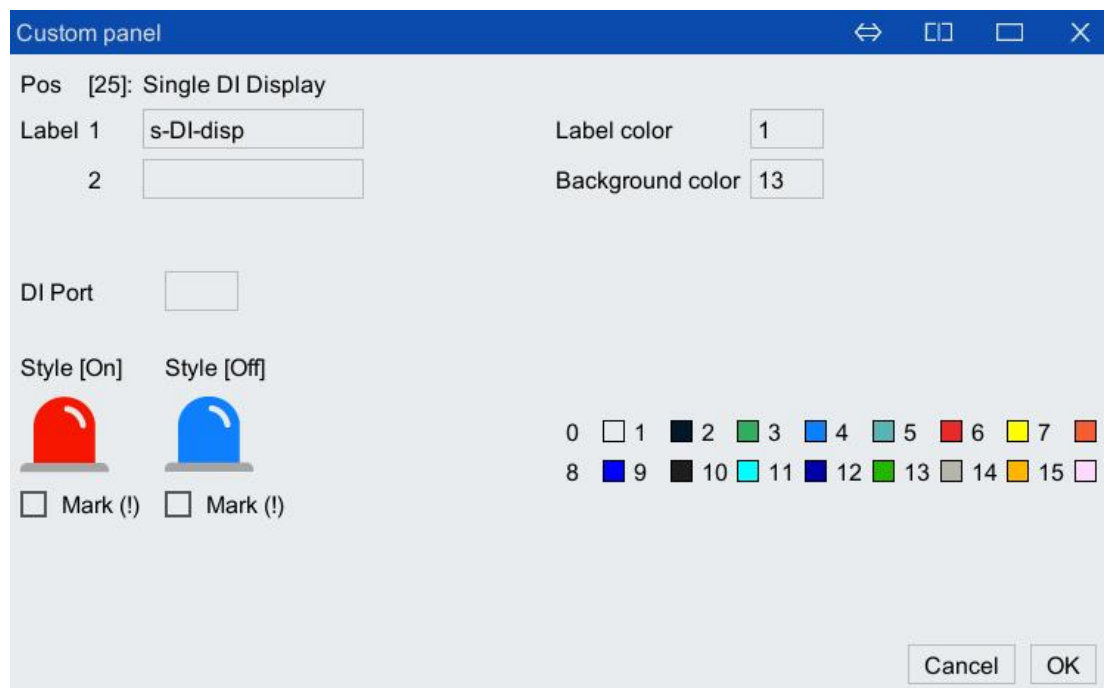 Custom panel
Pos [25]: Single DI Display
Label 1 s-DI-disp Label color 1
2 Background color 13
DI Port
Style [On] Style [Off]
0 1 2 3 4 5 6 7
8 9 10 11 12 13 14 15
Mark (!) Mark (!)
Cancel OK